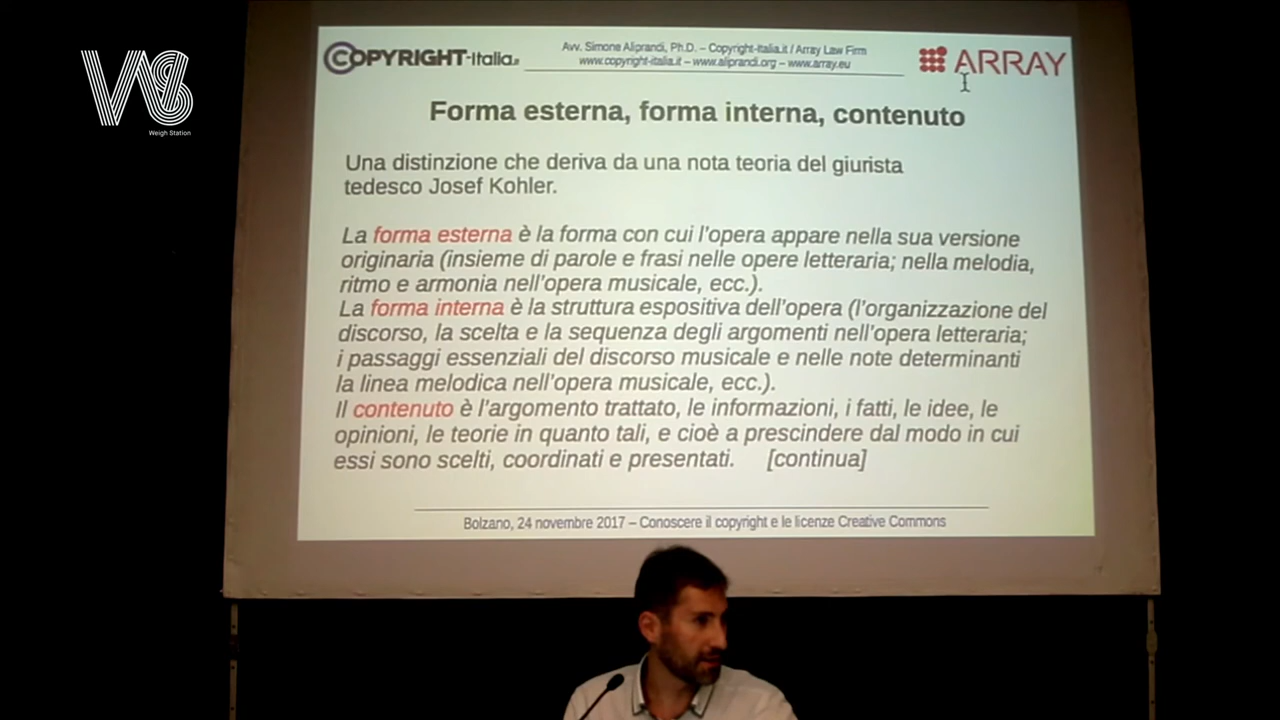 WS
Weigh Station
COPYRIGHT-Italia.it
Avv. Simone Aliprandi, Ph.D. – Copyright-Italia.it / Array Law Firm
www.copyright-italia.it – www.aliprandi.org – www.array.eu
ARRAY
Forma esterna, forma interna, contenuto
Una distinzione che deriva da una nota teoria del giurista
tedesco Josef Kohler.
La forma esterna è la forma con cui l'opera appare nella sua versione
originaria (insieme di parole e frasi nelle opere letteraria; nella melodia,
ritmo e armonia nell'opera musicale, ecc.).
La forma interna è la struttura espositiva dell'opera (l'organizzazione del
discorso, la scelta e la sequenza degli argomenti nell'opera letteraria;
i passaggi essenziali del discorso musicale e nelle note determinanti
la linea melodica nell'opera musicale, ecc.).
Il contenuto è l'argomento trattato, le informazioni, i fatti, le idee, le
opinioni, le teorie in quanto tali, e cioè a prescindere dal modo in cui
essi sono scelti, coordinati e presentati. [continua]
Bolzano, 24 novembre 2017 – Conoscere il copyright e le licenze Creative Commons